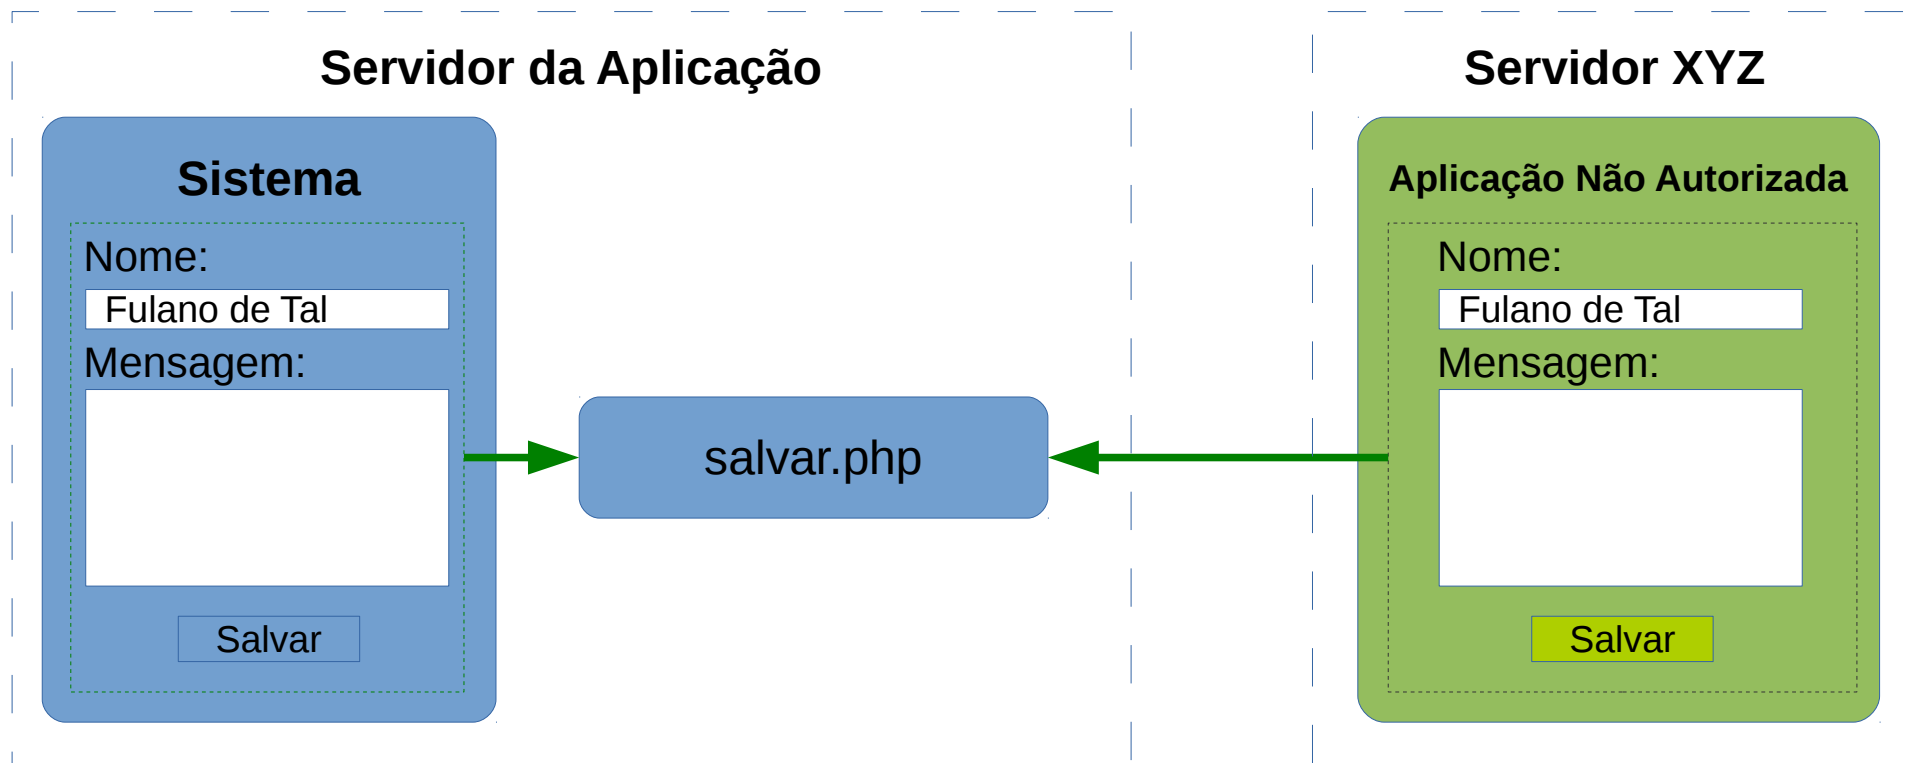 Servidor da Aplicação
Sistema
Nome:
Fulano de Tal
Mensagem:
Salvar
salvar.php
Servidor XYZ
Aplicação Não Autorizada
Nome:
Fulano de Tal
Mensagem:
Salvar